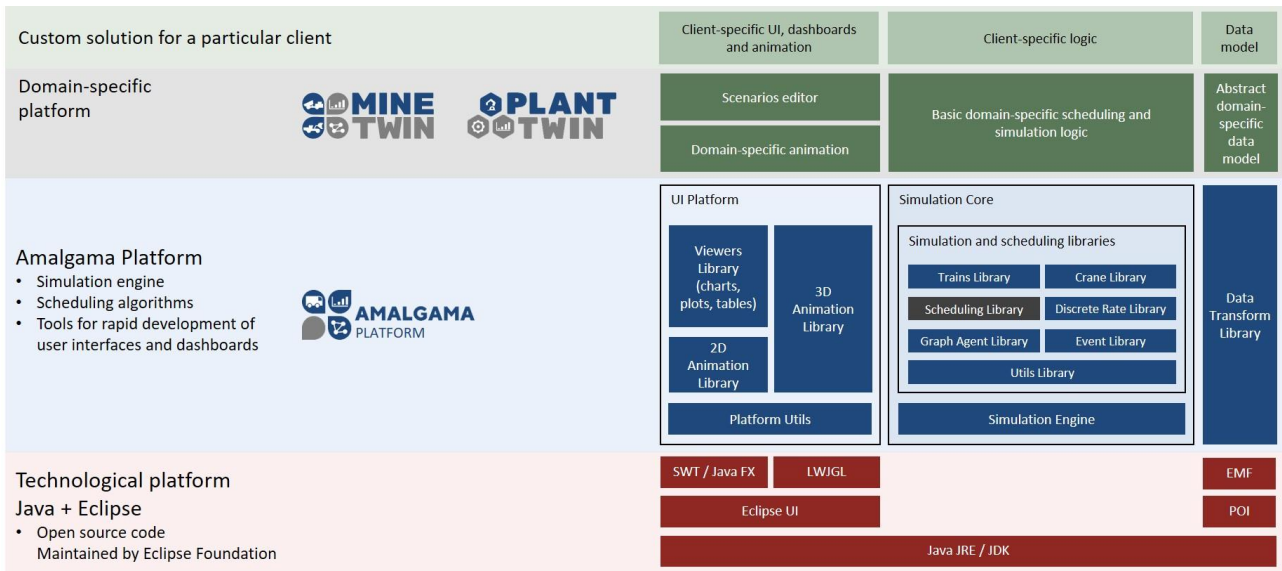 Custom solution for a particular client
Client-specific UI, dashboards
and animation
Client-specific logic
Data
model
Domain-specific
platform
MINE
TWIN
PLANT
TWIN
Scenarios editor
Domain-specific animation
Basic domain-specific scheduling and
simulation logic
Abstract
domain-
specific
data
model
Amalgama Platform
• Simulation engine
• Scheduling algorithms
• Tools for rapid development of
user interfaces and dashboards
AMALGAMA
PLATFORM
UI Platform
Viewers
Library
(charts,
plots, tables)
2D
Animation
Library
3D
Animation
Library
Platform Utils
Simulation Core
Simulation and scheduling libraries
Trains Library
Crane Library
Scheduling Library
Discrete Rate Library
Graph Agent Library
Event Library
Utils Library
Simulation Engine
Data
Transform
Library
Technological platform
Java + Eclipse
• Open source code
Maintained by Eclipse Foundation
SWT / Java FX
LWJGL
Eclipse UI
EMF
POI
Java JRE / JDK